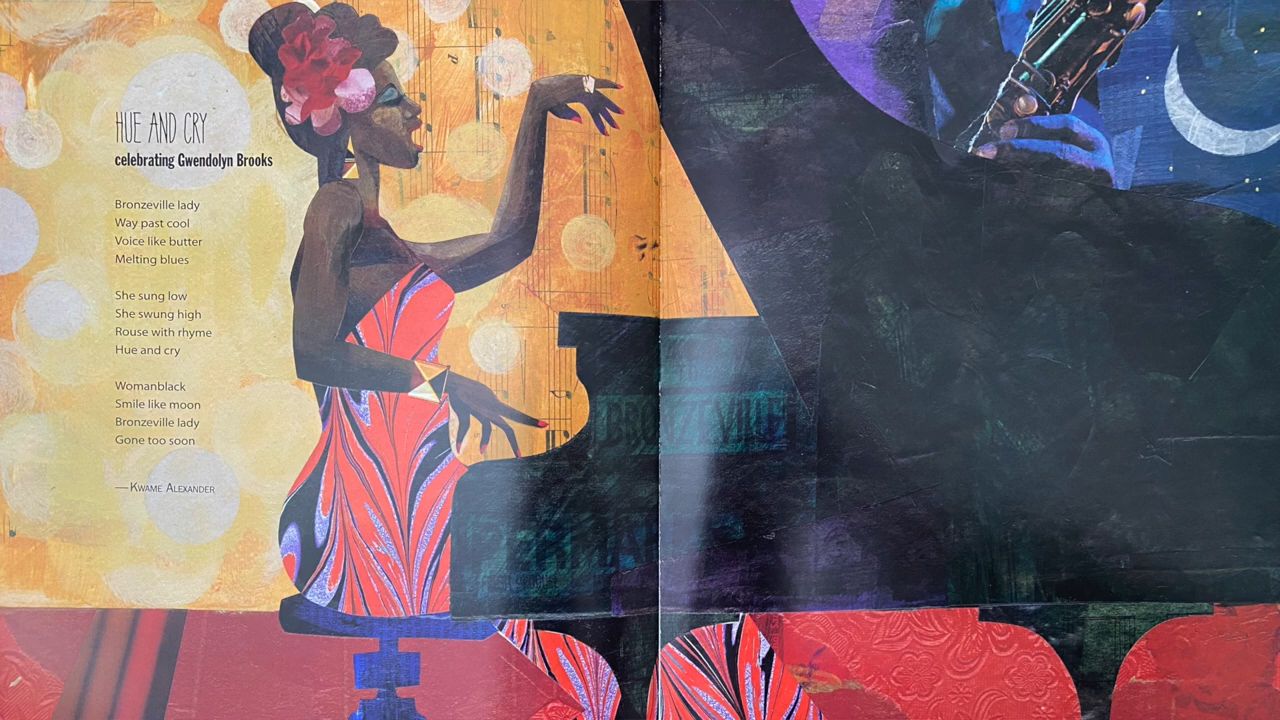 HUE AND CRY
celebrating Gwendolyn Brooks
Bronzeville lady
Way past cool
Voice like butter
Melting blues
She sung low
She swung high
Rouse with rhyme
Hue and cry
Womanblack
Smile like moon
Bronzeville lady
Gone too soon
—Kwame Alexander
BRONZEVILLE